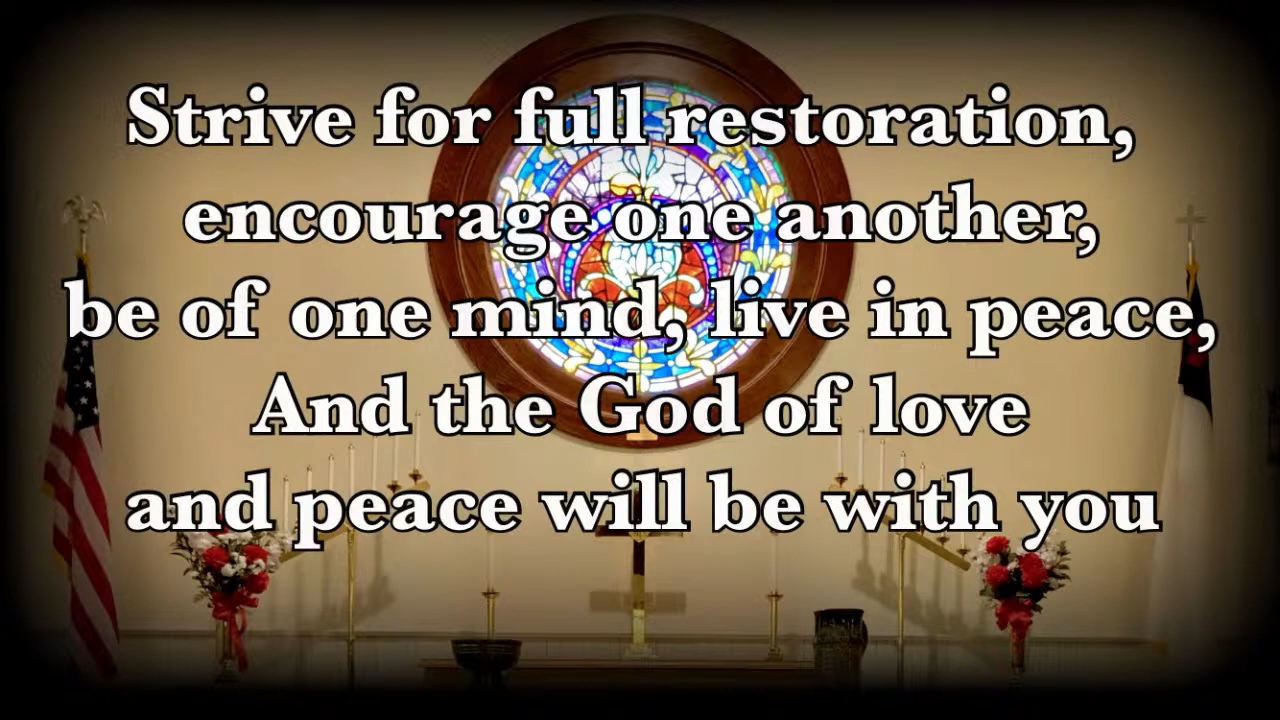 Strive for full restoration,
encourage one another,
be of one mind, live in peace,
And the God of love
and peace will be with you